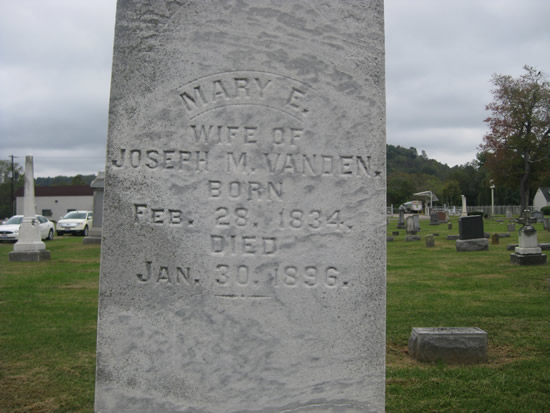 MARY E.
WIFE OF
JOSEPH M. VANDEN.
BORN
FEB. 28, 1834.
DIED
JAN. 30, 1896.